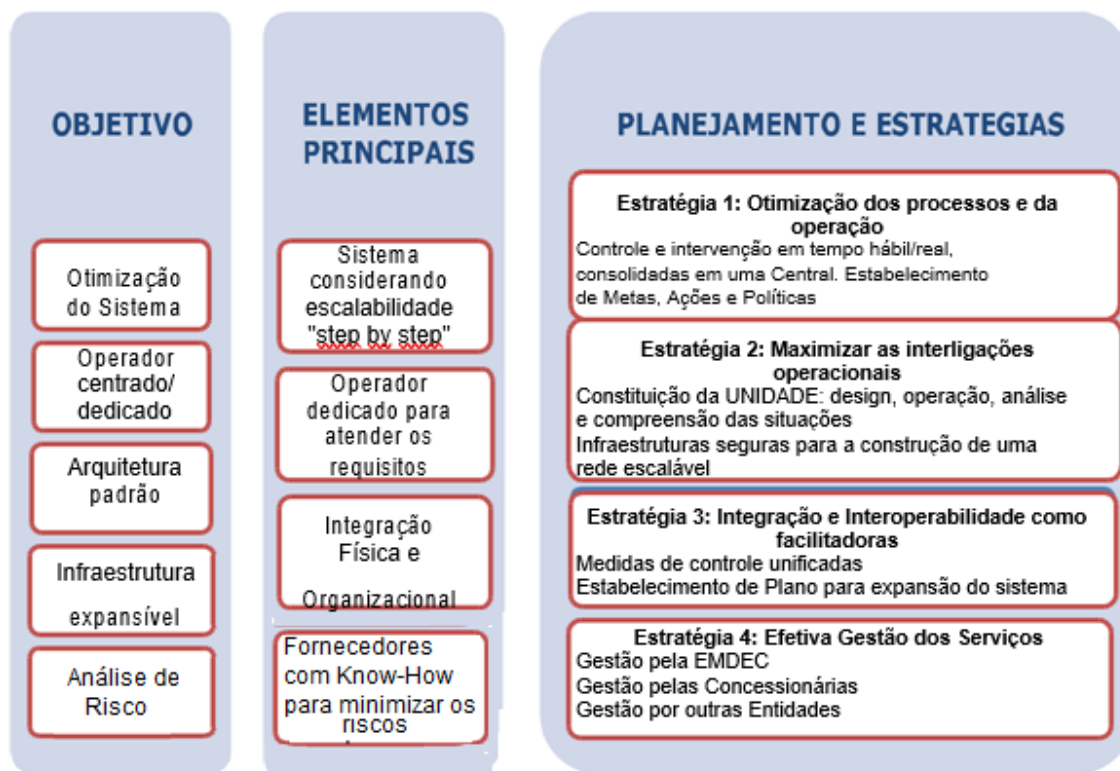 OBJETIVO
Otimização
do Sistema
Operador
centrado/
dedicado
Arquitetura
padrão
Infraestrutura
expansível
Análise de
Risco
ELEMENTOS
PRINCIPAIS
Sistema
considerando
escalabilidade
"step by step"
Operador
dedicado para
atender os
requisitos
Integração
Física e
Organizacional
Fornecedores
com Know-How
para minimizar os
riscos
PLANEJAMENTO E ESTRATEGIAS
Estratégia 1: Otimização dos processos e da
operação
Controle e intervenção em tempo hábil/real,
consolidadas em uma Central. Estabelecimento
de Metas, Ações e Políticas
Estratégia 2: Maximizar as interligações
operacionais
Constituição da UNIDADE: design, operação, análise
e compreensão das situações
Infraestruturas seguras para a construção de uma
rede escalável
Estratégia 3: Integração e Interoperabilidade como
facilitadoras
Medidas de controle unificadas
Estabelecimento de Plano para expansão do sistema
Estratégia 4: Efetiva Gestão dos Serviços
Gestão pela EMDEC
Gestão pelas Concessionárias
Gestão por outras Entidades